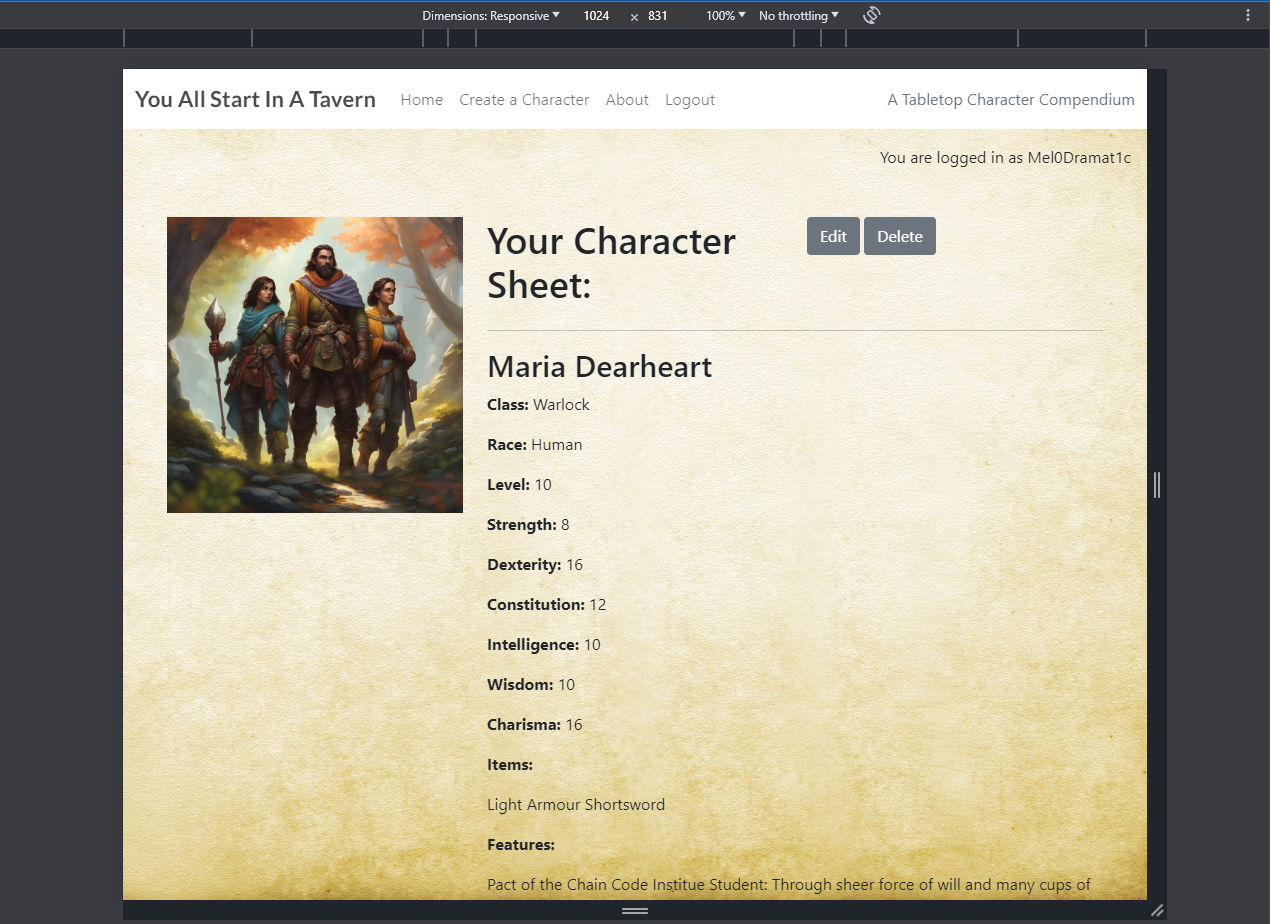 Dimensions: Responsive 1024 × 831 100% No throttling
You All Start In A Tavern Home Create a Character About Logout A Tabletop Character Compendium
You are logged in as Mel0Dramat1c
Your Character
Sheet:
Edit Delete
Maria Dearheart
Class: Warlock
Race: Human
Level: 10
Strength: 8
Dexterity: 16
Constitution: 12
Intelligence: 10
Wisdom: 10
Charisma: 16
Items:
Light Armour Shortsword
Features:
Pact of the Chain Code Institue Student: Through sheer force of will and many cups of